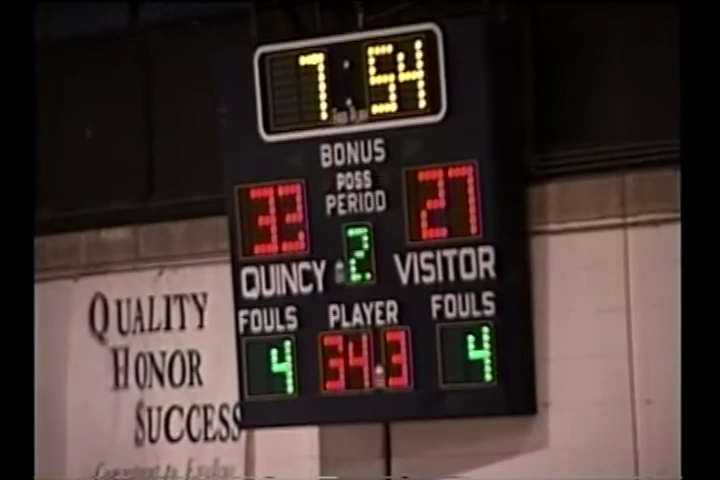 7:54
BONUS
POSS
33 PERIOD 27
2
QUINCY VISITOR
FOULS PLAYER FOULS
4 34 3 4
QUALITY
HONOR
SUCCESS